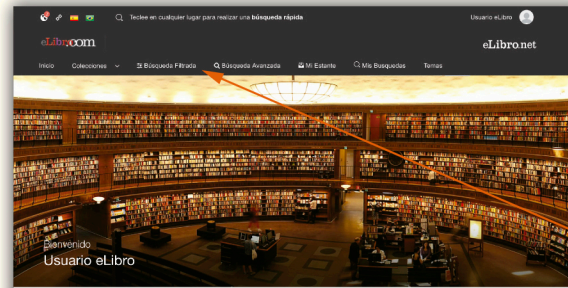 Teclee en cualquier lugar para realizar una búsqueda rápida
Usuario eLibro
eLibro.com
eLibro.net
Inicio Colecciones Búsqueda Filtrada Búsqueda Avanzada Mi Estante Mis Busquedas Temas
Bienvenido
Usuario eLibro